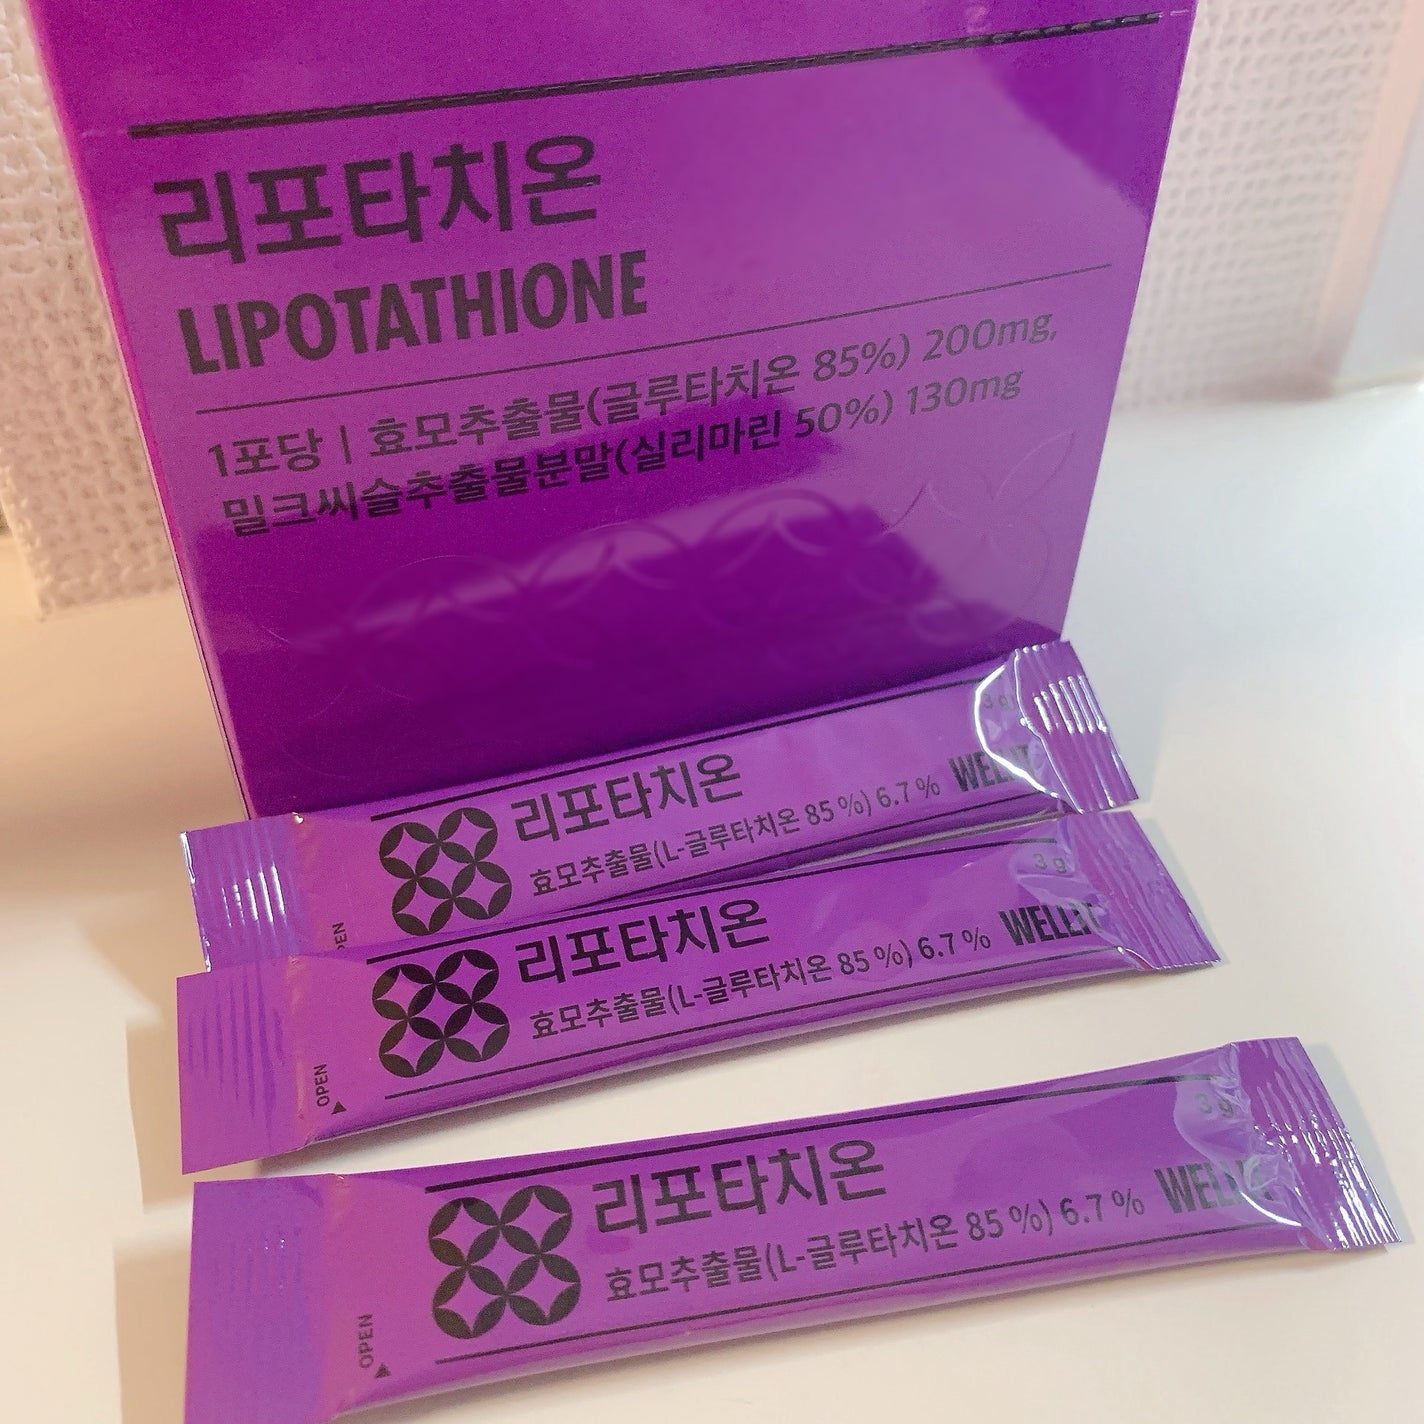 리포타치온
LIPOTATHIONE
1포당 | 효모추출물(글루타치온 85%) 200mg,
밀크씨슬추출물분말(실리마린 50%) 130mg
3 g
리포타치온
효모추출물(L-글루타치온 85 %) 6.7 %
3 g
리포타치온
효모추출물(L-글루타치온 85 %) 6.7 %
OPEN
3 g
리포타치온
효모추출물(L-글루타치온 85 %) 6.7 %
OPEN